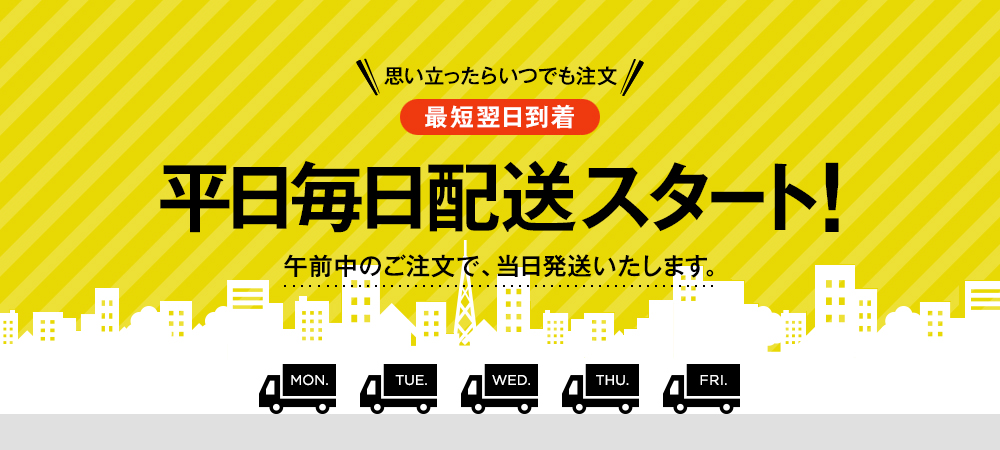 思い立ったらいつでも注文
最短翌日到着
平日毎日配送スタート!
午前中のご注文で、当日発送いたします。
MON. TUE. WED. THU. FRI.